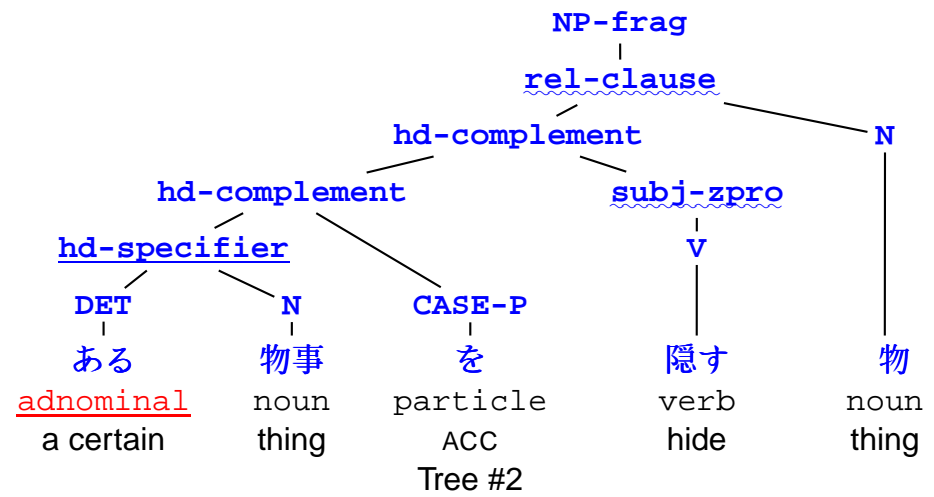 NP-frag
rel-clause
hd-complement N
hd-complement subj-zpro
hd-specifier V
DET N CASE-P
ある 物事 を 隠す 物
adnominal noun particle verb noun
a certain thing ACC hide thing
Tree #2